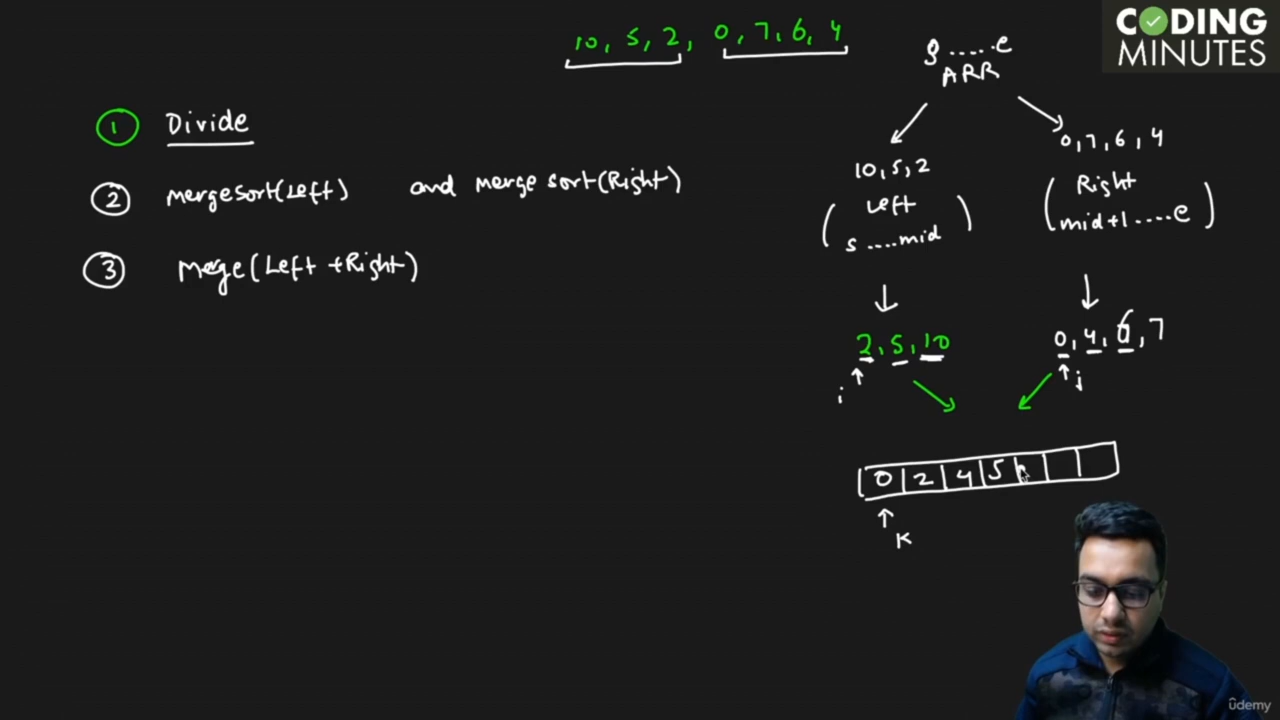 10, 5, 2, 0, 7, 6, 4
CODING
MINUTES
s.....e
ARR
1 Divide
2 mergeSort(Left) and merge sort(Right)
3 Merge(Left +Right)
10, 5, 2
Left
s ....mid
0, 7, 6, 4
Right
mid+1 ....e
2, 5, 10
0, 4, 6, 7
i
j
0 2 4 5
K
ûdemy